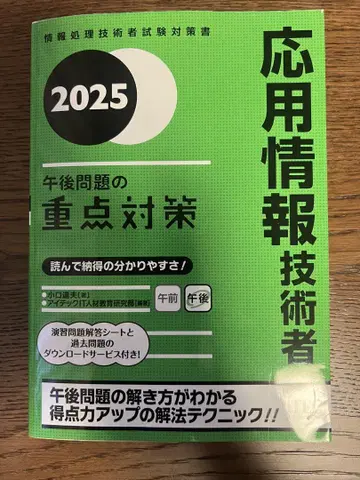 情報処理技術者試験対策書
2025
応用情報技術者
午後問題の
重点対策
読んで納得の分かりやすさ!
●小口達夫[著]
●アイテックIT人材教育研究部[編著]
午前
午後
演習問題解答シートと
過去問題の
ダウンロードサービス付き!
午後問題の解き方がわかる
得点力アップの解法テクニック!!